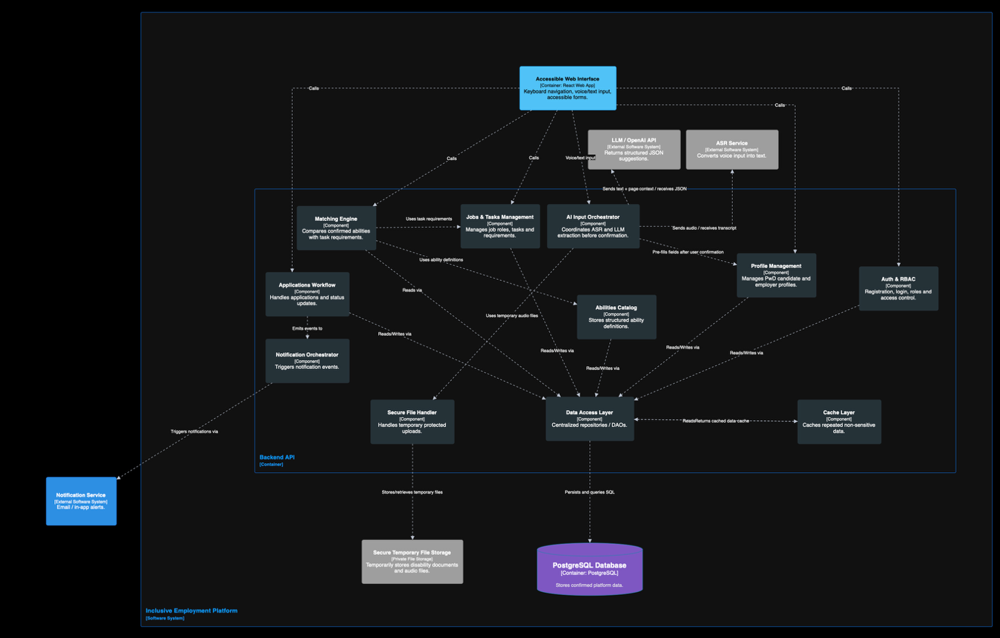 Accessible Web Interface
[Container: React Web App]
Keyboard navigation, voice/text input,
accessible forms.
Calls
Calls
Calls
LLM / OpenAI API
[External Software System]
Returns structured JSON
suggestions.
ASR Service
[External Software System]
Converts voice input into text.
Calls
Calls
Voice/text input
Sends text + page context / receives JSON
Matching Engine
[Component]
Compares confirmed abilities
with task requirements.
Uses task requirements
Jobs & Tasks Management
[Component]
Manages job roles, tasks and
requirements.
AI Input Orchestrator
[Component]
Coordinates ASR and LLM
extraction before confirmation.
Sends audio / receives transcript
Pre-fills fields after user confirmation
Uses ability definitions
Profile Management
[Component]
Manages PwD candidate and
employer profiles.
Auth & RBAC
[Component]
Registration, login, roles and
access control.
Applications Workflow
[Component]
Handles applications and status
updates.
Reads via
Abilities Catalog
[Component]
Stores structured ability
definitions.
Uses temporary audio files
Emits events to
Reads/Writes via
Notification Orchestrator
[Component]
Triggers notification events.
Reads/Writes via
Reads/Writes via
Reads/Writes via
Reads/Writes via
Secure File Handler
[Component]
Handles temporary protected
uploads.
Data Access Layer
[Component]
Centralized repositories / DAOs.
Cache Layer
[Component]
Caches repeated non-sensitive
data.
Triggers notifications via
Backend API
[Container]
Notification Service
[External Software System]
Email / in-app alerts.
Stores/retrieves temporary files
Persists and queries SQL
Secure Temporary File Storage
[Private File Storage]
Temporarily stores disability documents
and audio files.
PostgreSQL Database
[Container: PostgreSQL]
Stores confirmed platform data.
Inclusive Employment Platform
[Software System]